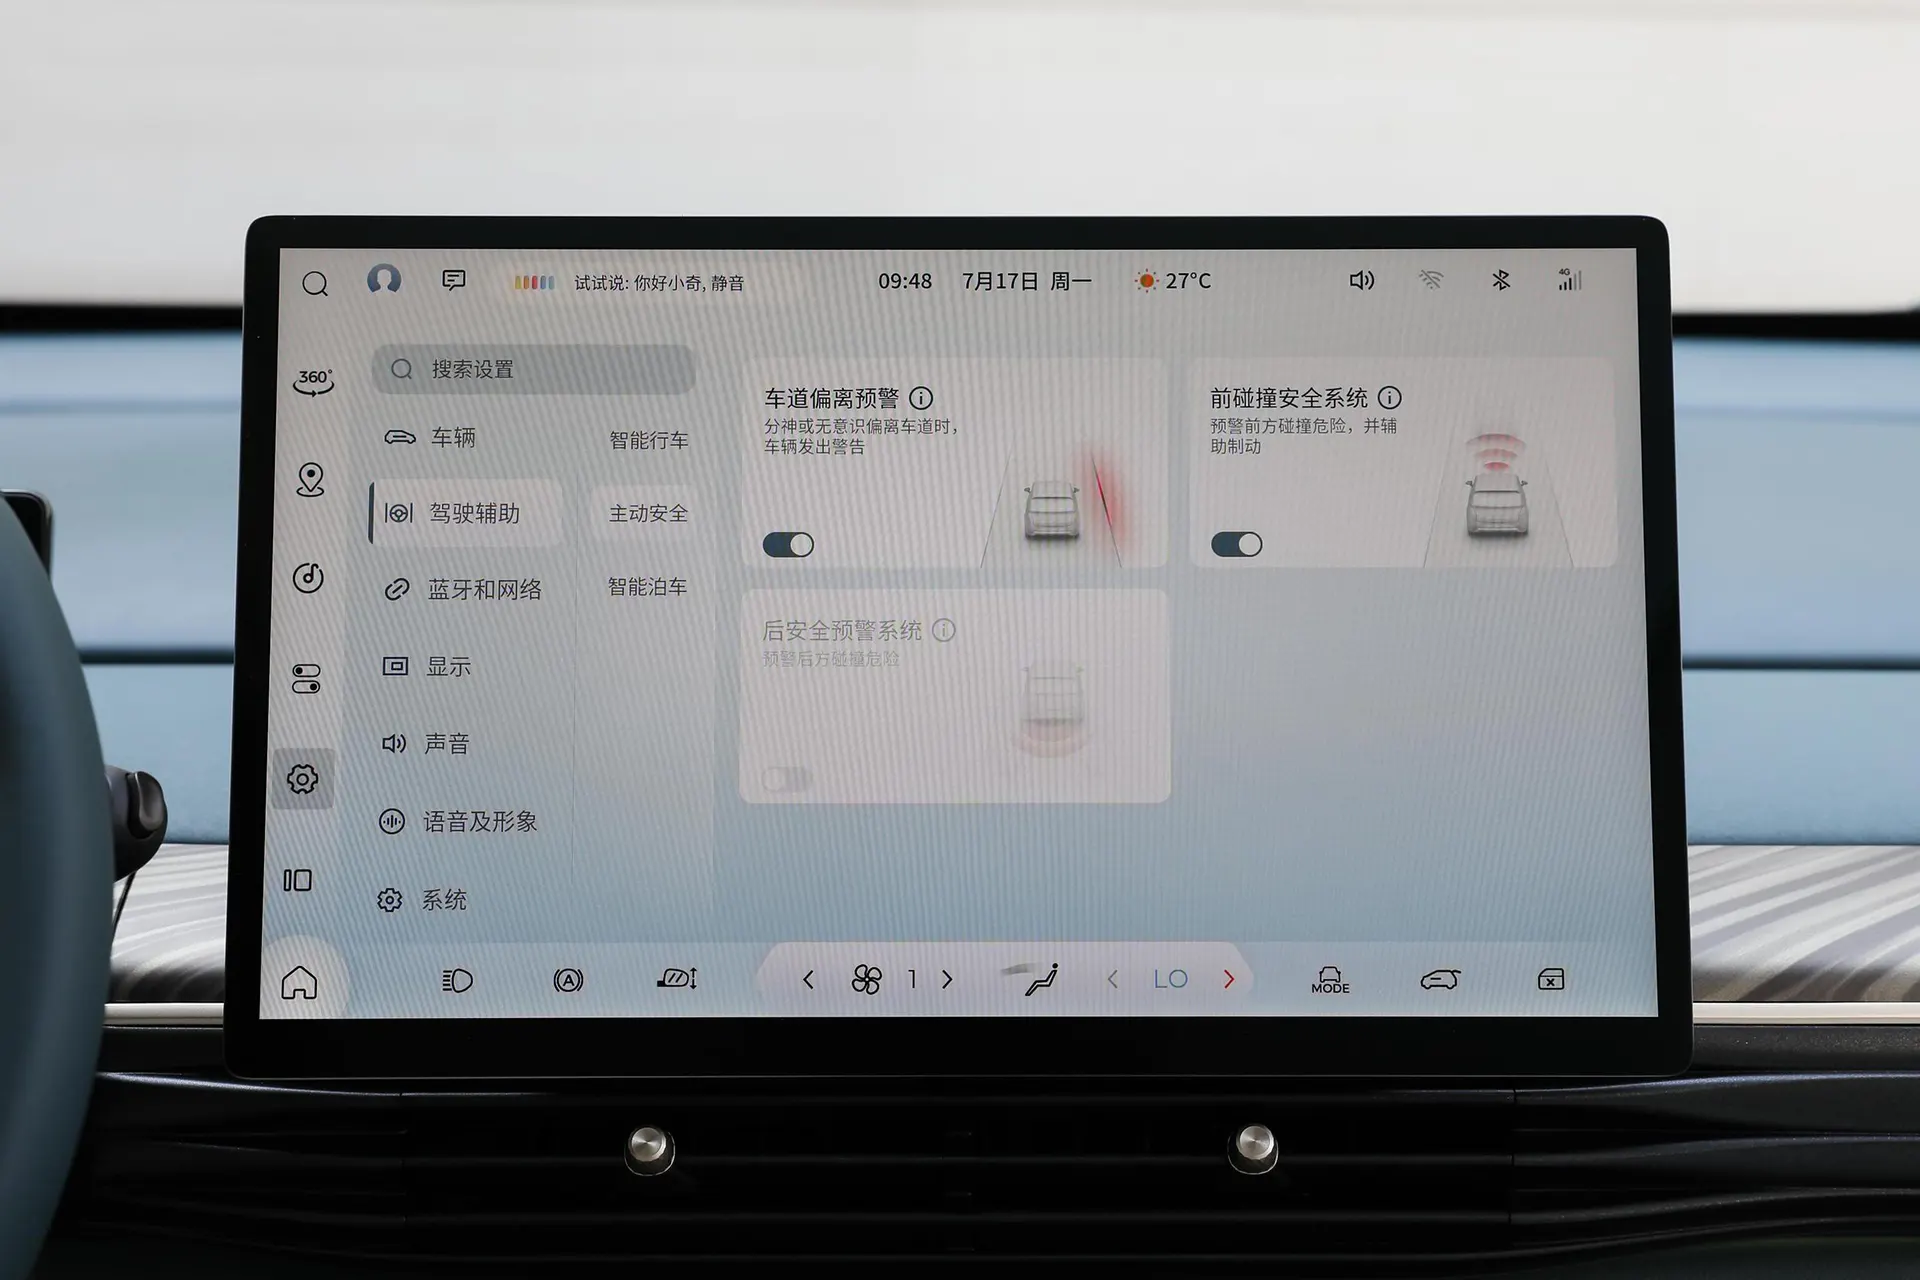 试试说: 你好小奇, 静音
09:48 7月17日 周一 27°C
4G
360°
搜索设置
车辆
驾驶辅助
蓝牙和网络
显示
声音
语音及形象
系统
智能行车
主动安全
智能泊车
车道偏离预警
分神或无意识偏离车道时，
车辆发出警告
前碰撞安全系统
预警前方碰撞危险，并辅
助制动
后安全预警系统
预警后方碰撞危险
A
1
LO
MODE